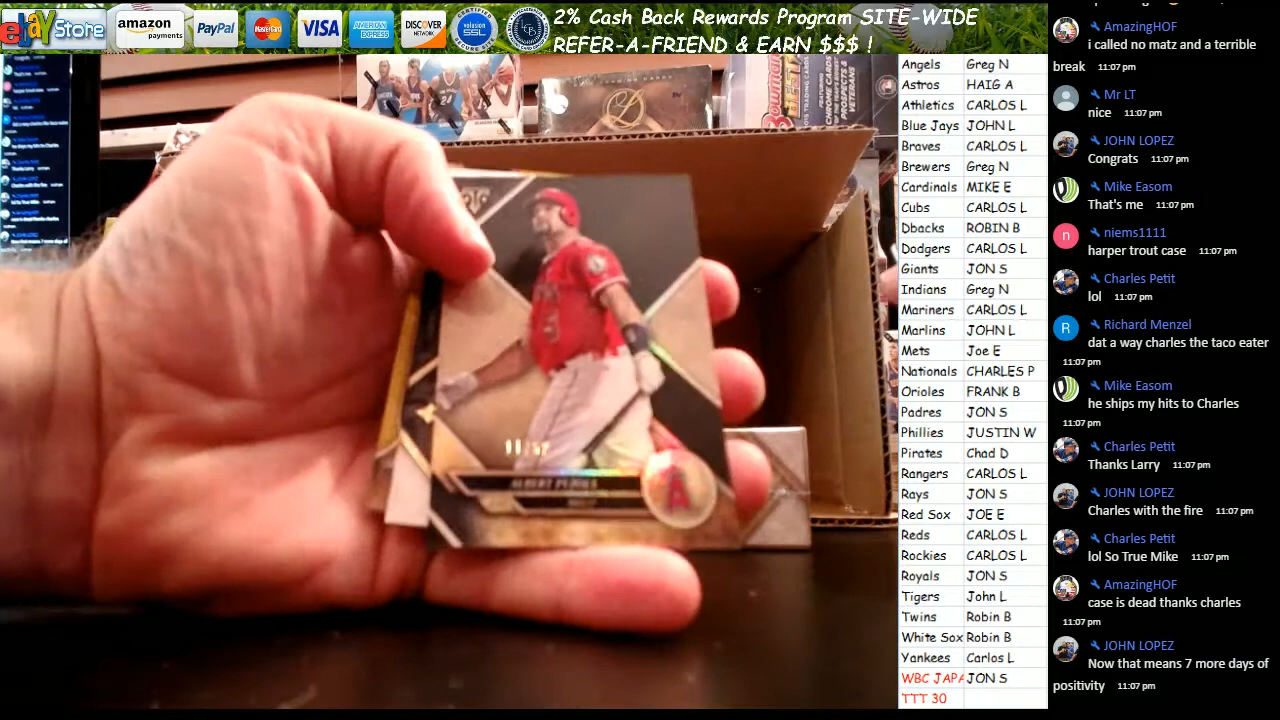 ebay Store
amazon payments
PayPal
MasterCard
VISA
AMERICAN EXPRESS
DISCOVER NETWORK
CERTIFIED
volusion SSL
2% Cash Back Rewards Program SITE-WIDE
REFER-A-FRIEND & EARN $$$ !
Bowman
ALBERT PUJOLS
A
Angels Greg N
Astros HAIG A
Athletics CARLOS L
Blue Jays JOHN L
Braves CARLOS L
Brewers Greg N
Cardinals MIKE E
Cubs CARLOS L
Dbacks ROBIN B
Dodgers CARLOS L
Giants JON S
Indians Greg N
Mariners CARLOS L
Marlins JOHN L
Mets Joe E
Nationals CHARLES P
Orioles FRANK B
Padres JON S
Phillies JUSTIN W
Pirates Chad D
Rangers CARLOS L
Rays JON S
Red Sox JOE E
Reds CARLOS L
Rockies CARLOS L
Royals JON S
Tigers John L
Twins Robin B
White Sox Robin B
Yankees Carlos L
WBC JAPA JON S
TTT 30
AmazingHOF
i called no matz and a terrible
break 11:07 pm
Mr LT
nice 11:07 pm
JOHN LOPEZ
Congrats 11:07 pm
Mike Easom
That's me 11:07 pm
n niems1111
harper trout case 11:07 pm
Charles Petit
lol 11:07 pm
R Richard Menzel
dat a way charles the taco eater
11:07 pm
Mike Easom
he ships my hits to Charles
11:07 pm
Charles Petit
Thanks Larry 11:07 pm
JOHN LOPEZ
Charles with the fire 11:07 pm
Charles Petit
lol So True Mike 11:07 pm
AmazingHOF
case is dead thanks charles
11:07 pm
JOHN LOPEZ
Now that means 7 more days of
positivity 11:07 pm